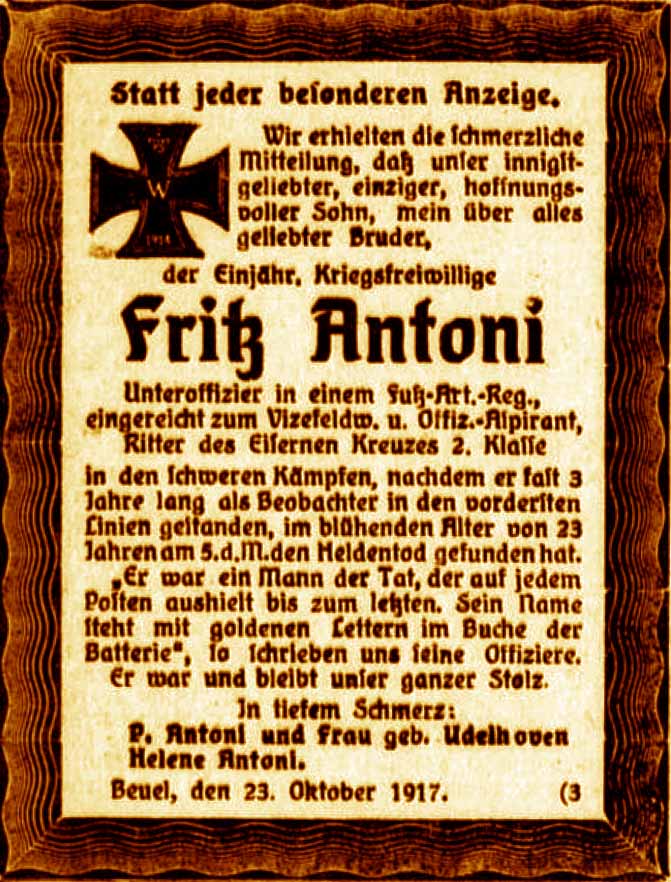 Statt jeder beſonderen Anzeige.
Wir erhielten die ſchmerzliche
Mitteilung, daß unſer innigſt-
geliebter, einziger, hoffnungs-
voller Sohn, mein über alles
geliebter Bruder,
der Einjähr. Kriegsfreiwillige
Fritz Antoni
Unteroffizier in einem Fuß-Art.-Reg.,
eingereicht zum Vizefeldw. u. Offiz.-Aſpirant,
Ritter des Eiſernen Kreuzes 2. Klaſſe
in den ſchweren Kämpfen, nachdem er faſt 3
Jahre lang als Beobachter in den vorderſten
Linien geſtanden, im blühenden Alter von 23
Jahren am 5. d. M. den Heldentod gefunden hat.
„Er war ein Mann der Tat, der auf jedem
Poſten aushielt bis zum letzten. Sein Name
ſteht mit goldenen Lettern im Buche der
Batterie", ſo ſchrieben uns ſeine Offiziere.
Er war und bleibt unſer ganzer Stolz.
In tiefem Schmerz:
P. Antoni und Frau geb. Udelhoven
Helene Antoni.
Beuel, den 23. Oktober 1917. (3
W
1914